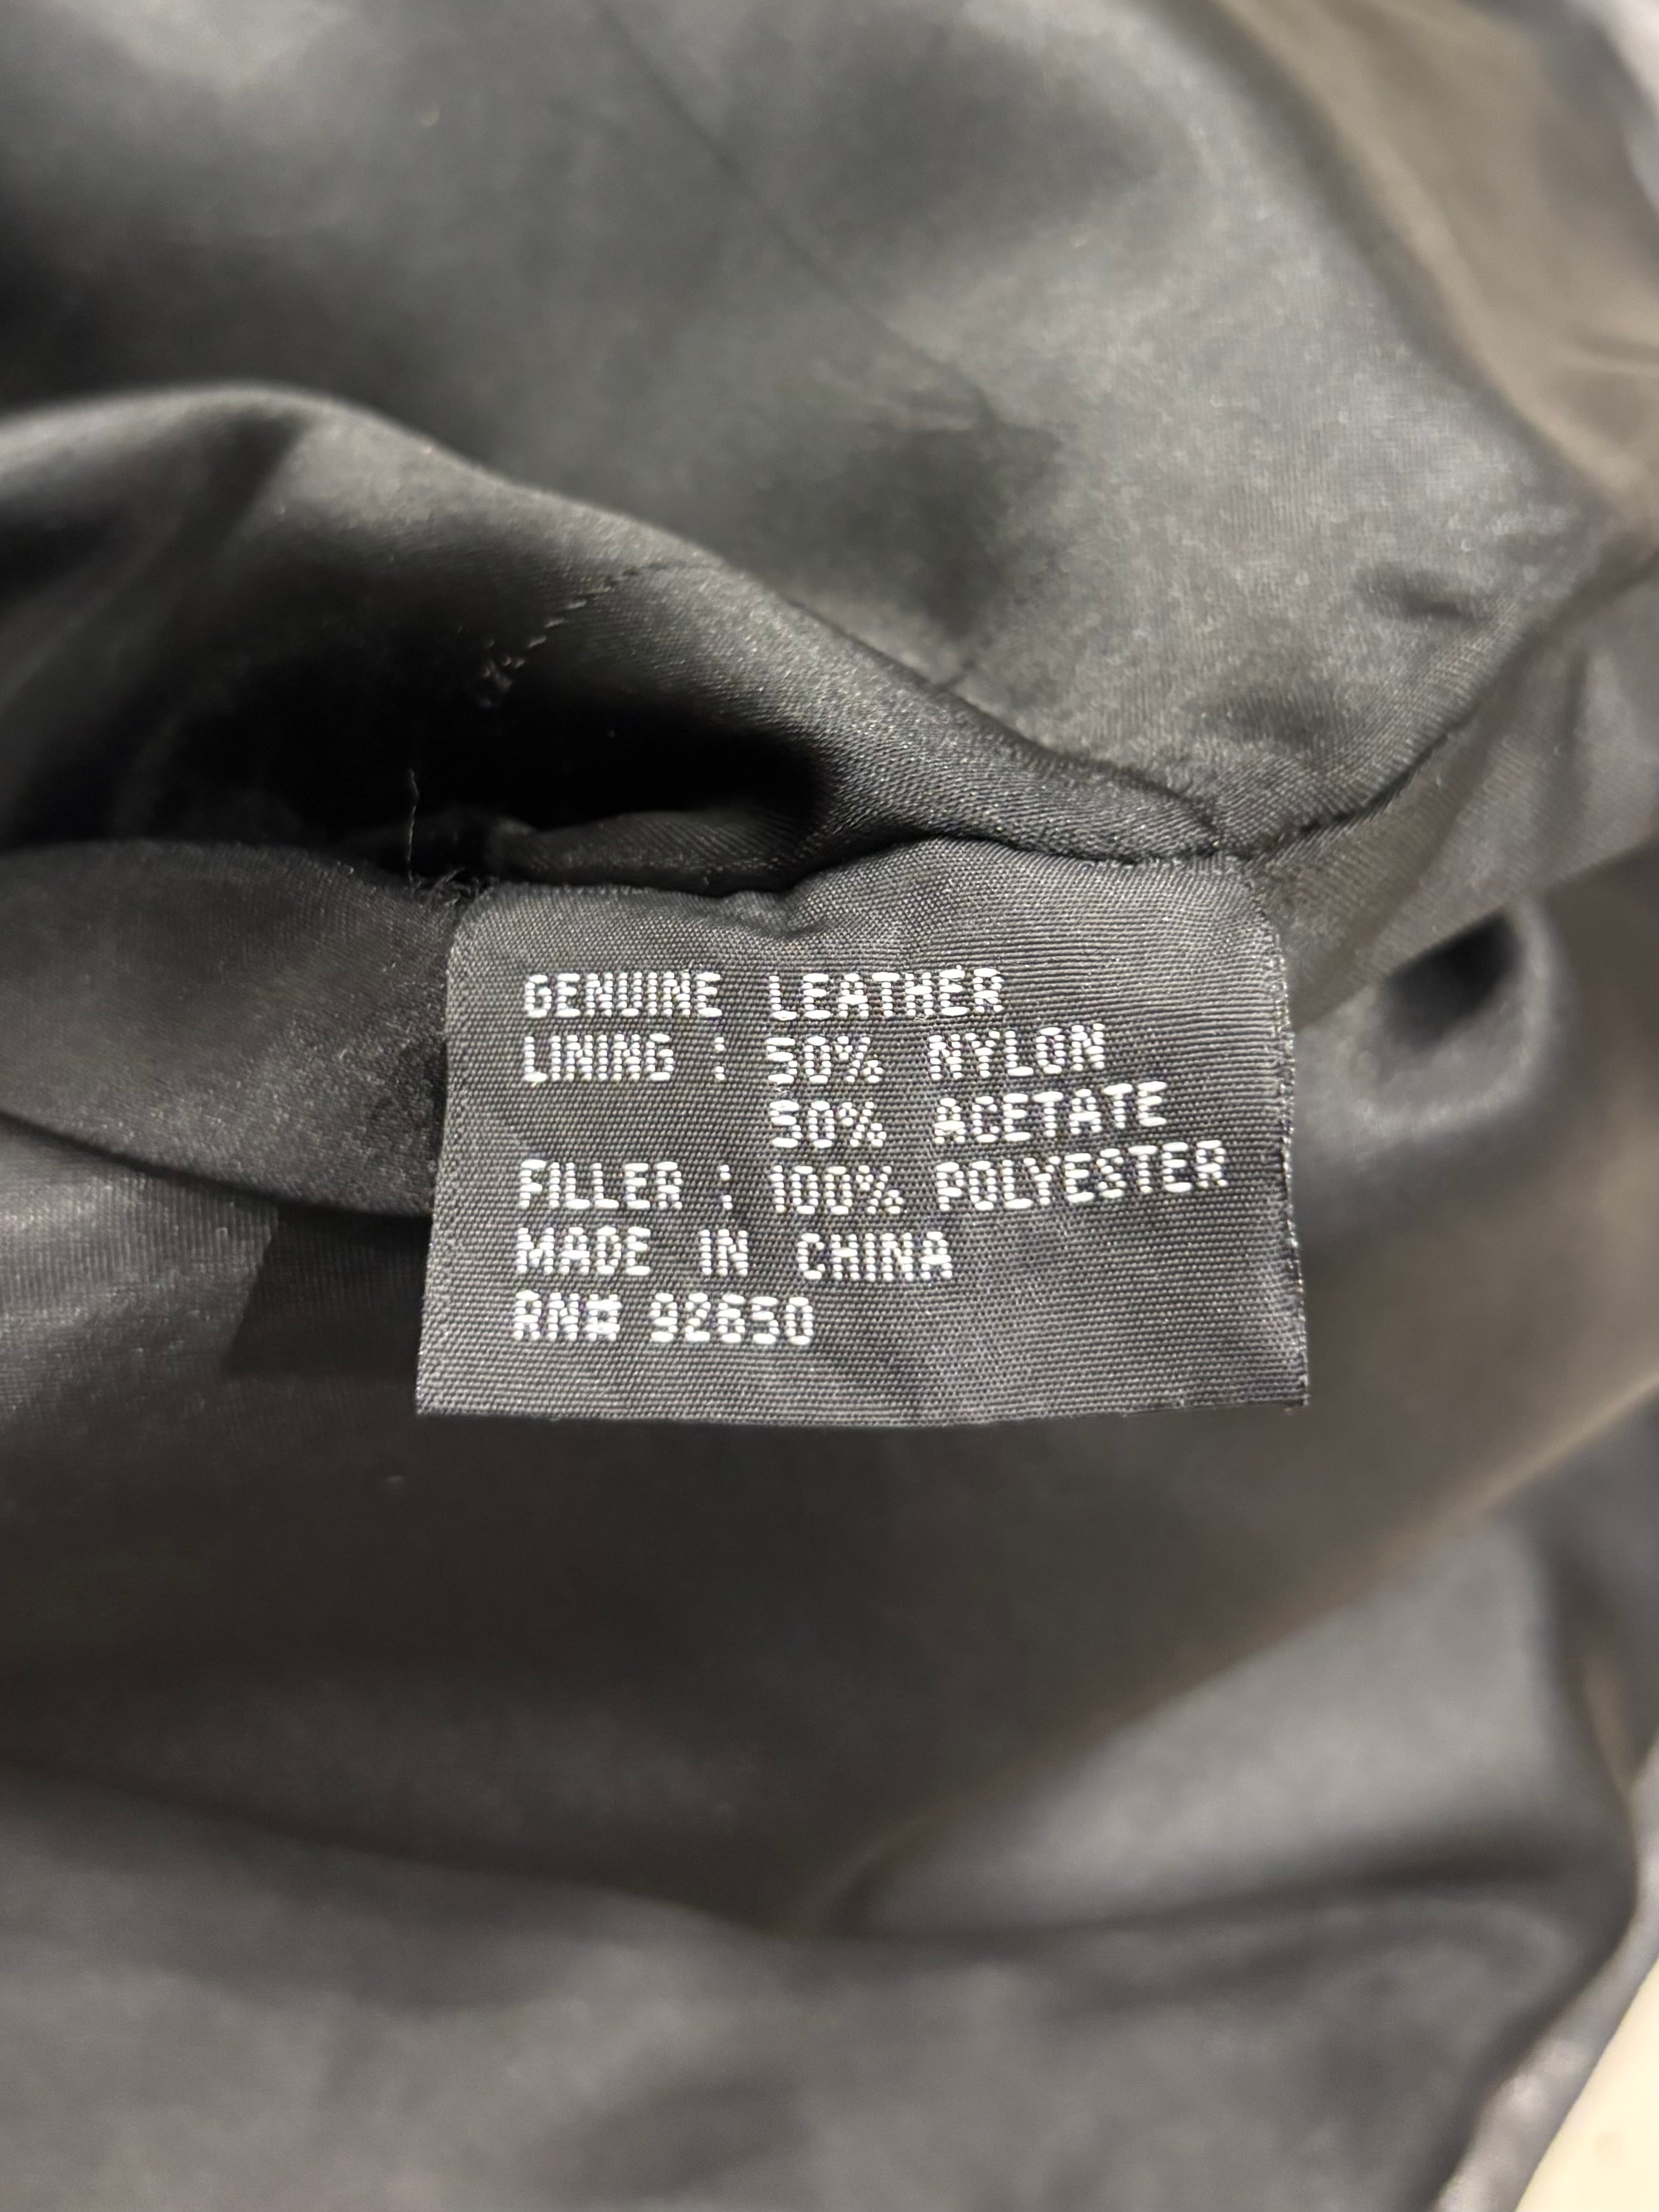 GENUINE LEATHER
LINING : 50% NYLON
50% ACETATE
FILLER : 100% POLYESTER
MADE IN CHINA
RN# 92650